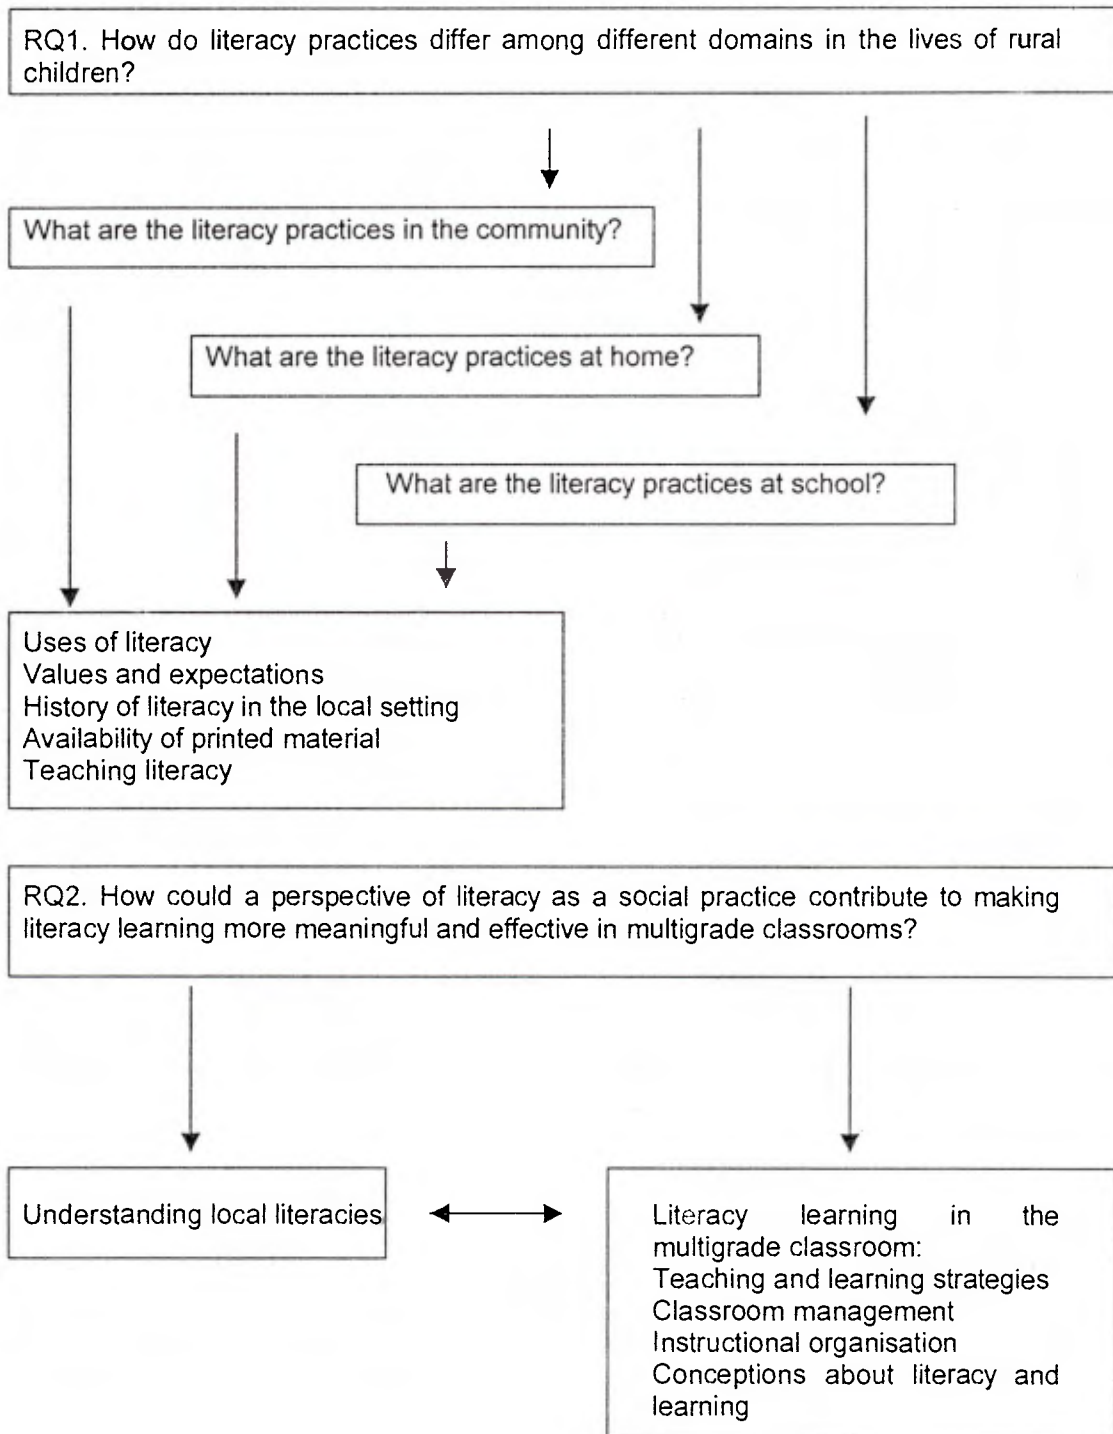 RQ1. How do literacy practices differ among different domains in the lives of rural
children?
What are the literacy practices in the community?
What are the literacy practices at home?
What are the literacy practices at school?
Uses of literacy
Values and expectations
History of literacy in the local setting
Availability of printed material
Teaching literacy
RQ2. How could a perspective of literacy as a social practice contribute to making
literacy learning more meaningful and effective in multigrade classrooms?
Understanding local literacies
Literacy learning in the
multigrade classroom:
Teaching and learning strategies
Classroom management
Instructional organisation
Conceptions about literacy and
learning